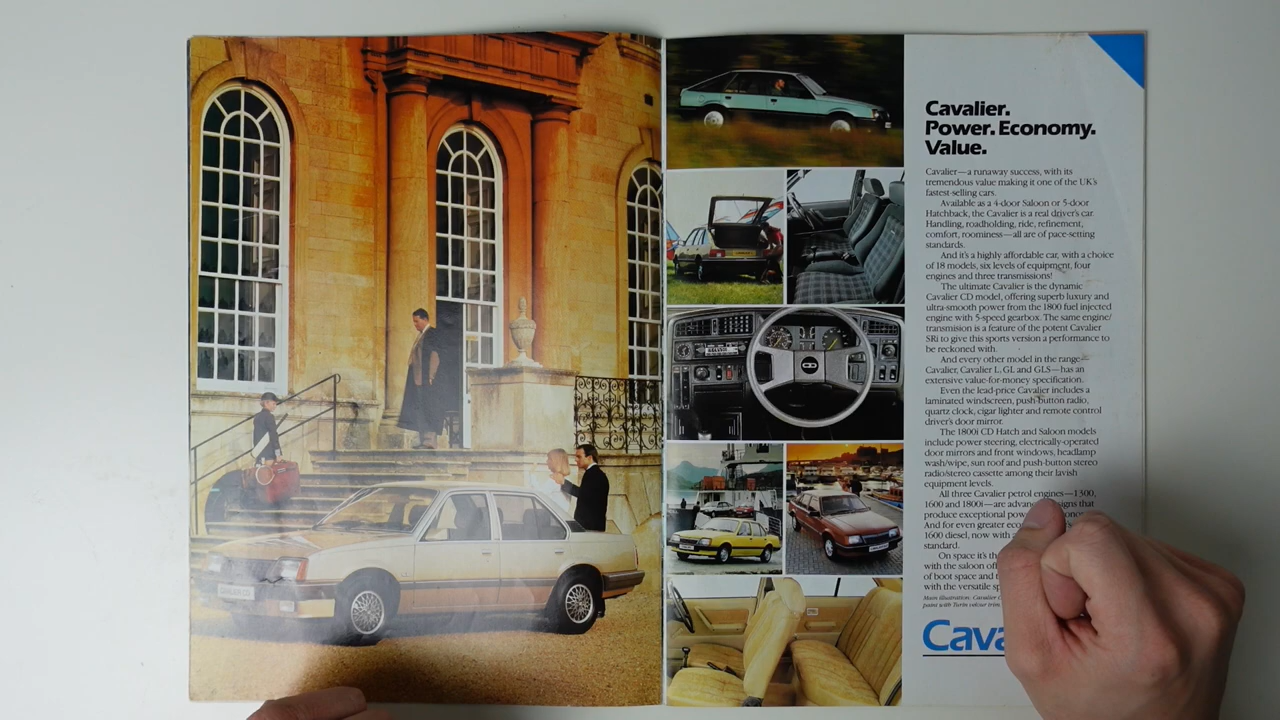 Cavalier.
Power. Economy.
Value.
Cavalier—a runaway success, with its
tremendous value making it one of the UK's
fastest-selling cars.
Available as a 4-door Saloon or 5-door
Hatchback, the Cavalier is a real driver's car.
Handling, roadholding, ride, refinement,
comfort, roominess—all are of pace-setting
standards.
And it's a highly affordable car, with a choice
of 18 models, six levels of equipment, four
engines and three transmissions!
The ultimate Cavalier is the dynamic
Cavalier CD model, offering superb luxury and
ultra-smooth power from the 1800 fuel injected
engine with 5-speed gearbox. The same engine/
transmission is a feature of the potent Cavalier
SRi to give this sports version a performance to
be reckoned with.
And every other model in the range—
Cavalier, Cavalier L, GL and GLS—has an
extensive value-for-money specification.
Even the lead-price Cavalier includes a
laminated windscreen, push-button radio,
quartz clock, cigar lighter and remote control
driver's door mirror.
The 1800i CD Hatch and Saloon models
include power steering, electrically-operated
door mirrors and front windows, headlamp
wash/wipe, sun roof and push-button stereo
radio/stereo cassette among their lavish
equipment levels.
All three Cavalier petrol engines—1300,
1600 and 1800i—are advanced designs that
produce exceptional
And for even greater
1600 diesel, now with
standard.
On space it's
with the saloon
of boot space and
with the versatile
Main illustration: Cavalier